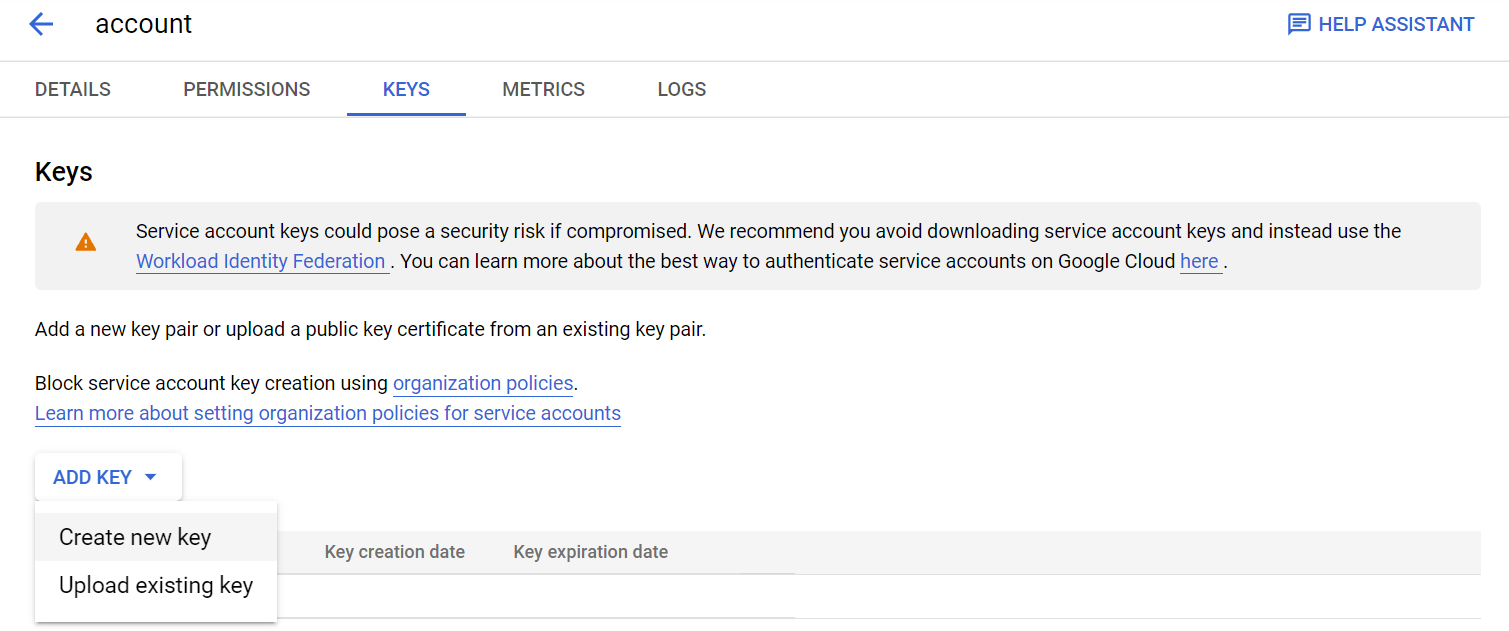 account
HELP ASSISTANT
DETAILS PERMISSIONS KEYS METRICS LOGS
Keys
Service account keys could pose a security risk if compromised. We recommend you avoid downloading service account keys and instead use the
Workload Identity Federation . You can learn more about the best way to authenticate service accounts on Google Cloud here .
Add a new key pair or upload a public key certificate from an existing key pair.
Block service account key creation using organization policies.
Learn more about setting organization policies for service accounts
ADD KEY
Create new key
Upload existing key
Key creation date Key expiration date